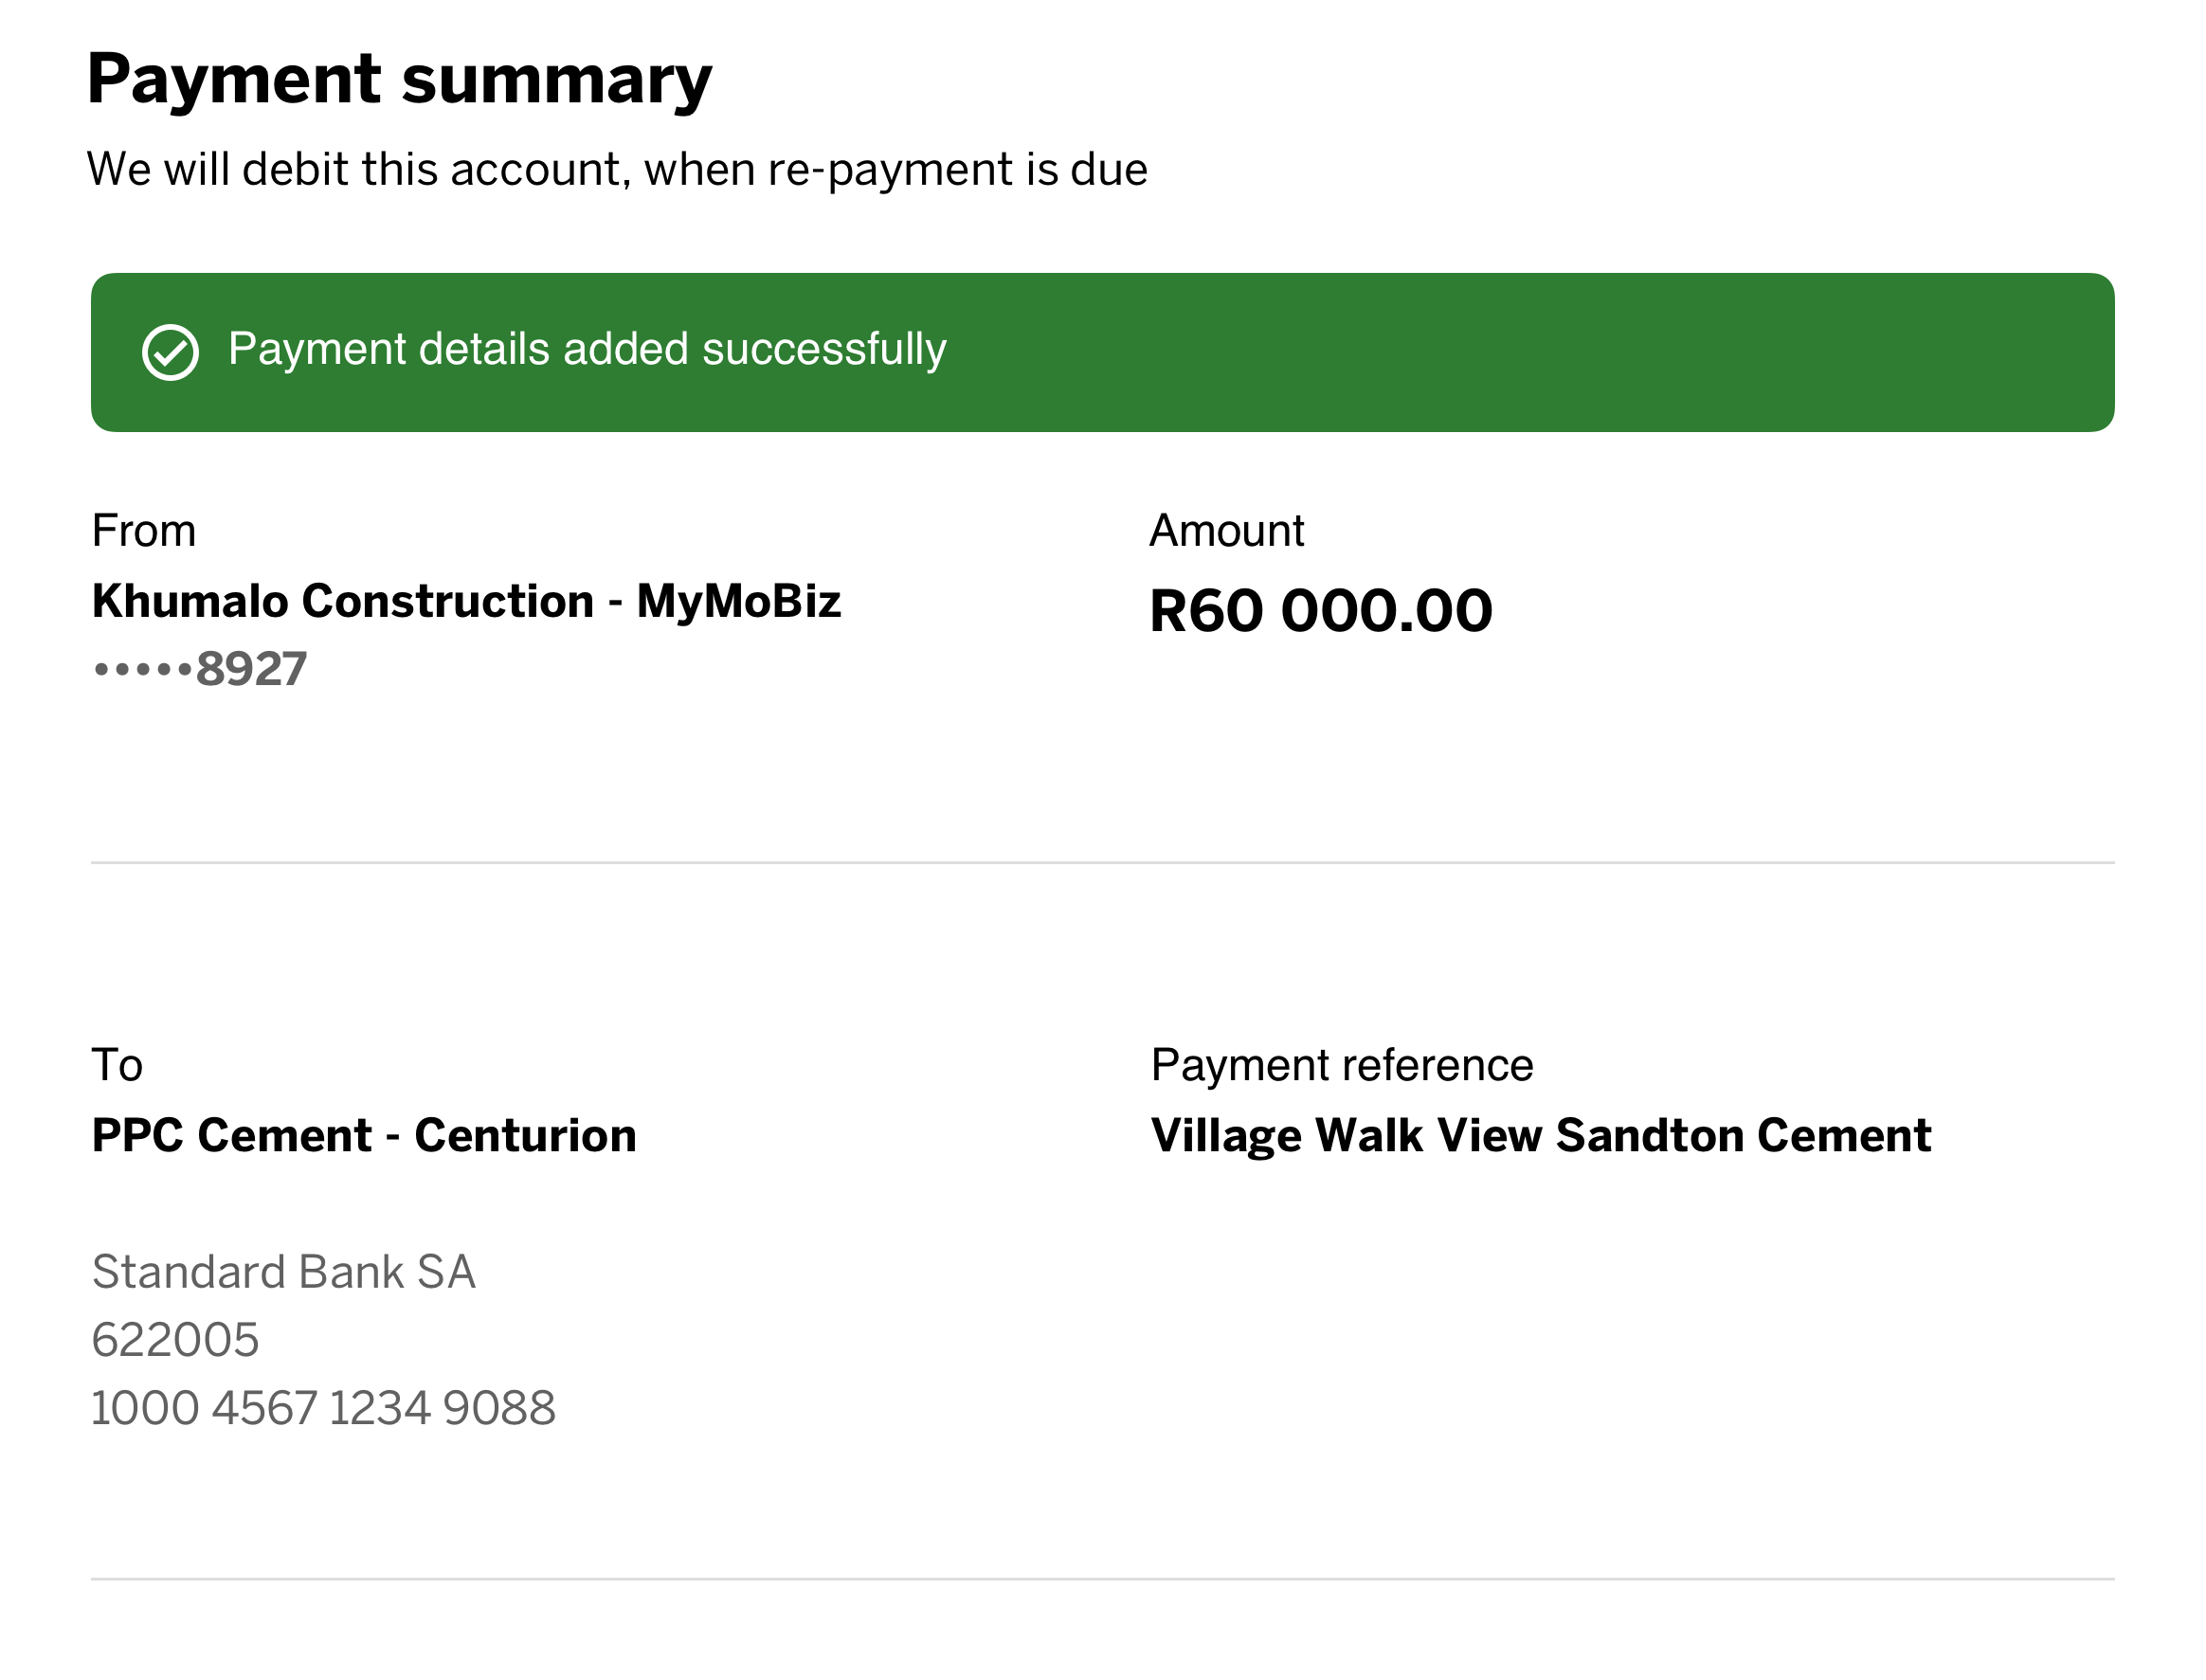 Payment summary
We will debit this account, when re-payment is due
Payment details added successfully
From
Khumalo Construction - MyMoBiz
•••••8927
Amount
R60 000.00
To
PPC Cement - Centurion
Standard Bank SA
622005
1000 4567 1234 9088
Payment reference
Village Walk View Sandton Cement